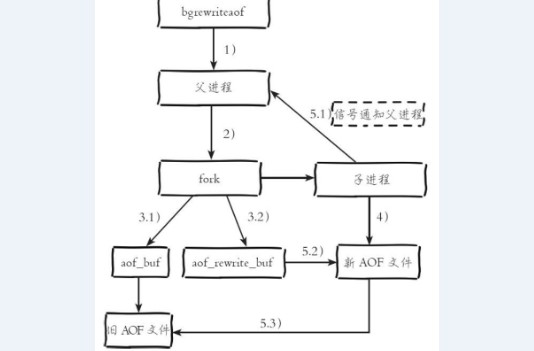 bgrewriteaof
1)
父进程
5.1)信号通知父进程
2)
fork
子进程
3.1)
3.2)
4)
aof_buf
aof_rewrite_buf
5.2)
新 AOF 文件
旧 AOF 文件
5.3)